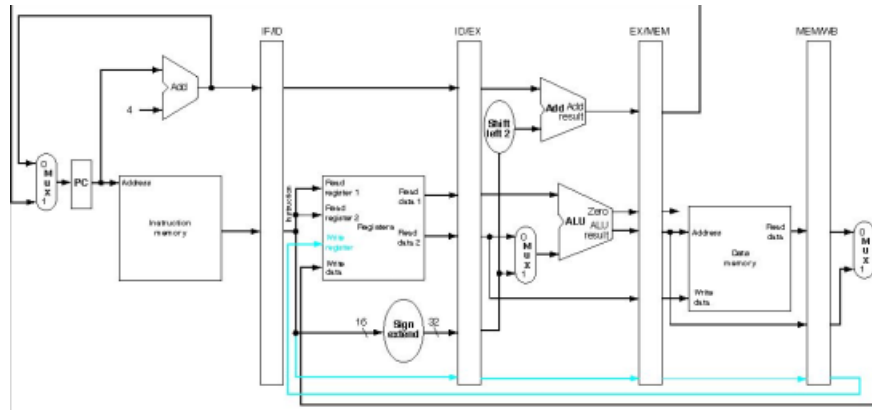 IF/ID
ID/EX
EX/MEM
MEM/WB
Add
4
Shift
left 2
Add Add
result
0
M
u
x
1
PC
Address
Instruction
memory
Instruction
Read
register 1
Read
register 2
Write
register
Write
data
Registers
Read
data 1
Read
data 2
0
M
u
x
1
ALU
Zero
ALU
result
Address
Data
memory
Read
data
Write
data
0
M
u
x
1
16
Sign
extend
32